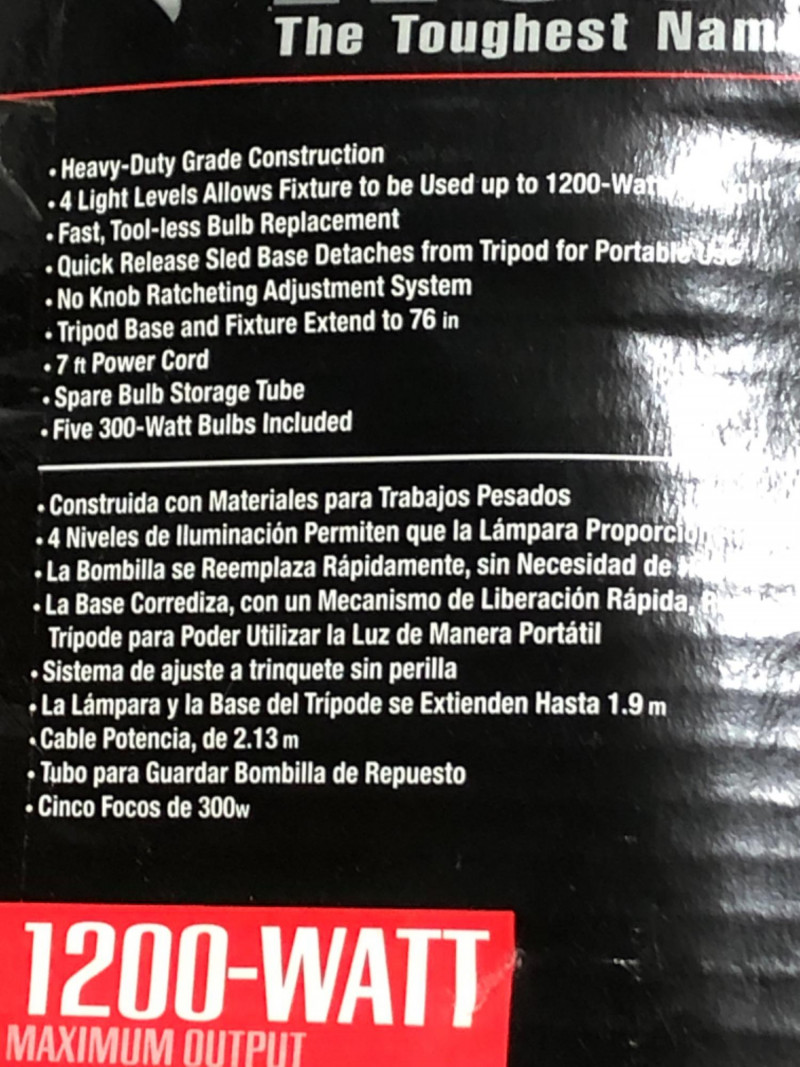 The Toughest Nam
• Heavy-Duty Grade Construction
• 4 Light Levels Allows Fixture to be Used up to 1200-Wat
• Fast, Tool-less Bulb Replacement
• Quick Release Sled Base Detaches from Tripod for Portable Use
• No Knob Ratcheting Adjustment System
• Tripod Base and Fixture Extend to 76 in
• 7 ft Power Cord
• Spare Bulb Storage Tube
• Five 300-Watt Bulbs Included
• Construida con Materiales para Trabajos Pesados
• 4 Niveles de Iluminación Permiten que la Lámpara Proporci
• La Bombilla se Reemplaza Rápidamente, sin Necesidad de
• La Base Corrediza, con un Mecanismo de Liberación Rápida,
Trípode para Poder Utilizar la Luz de Manera Portátil
• Sistema de ajuste a trinquete sin perilla
• La Lámpara y la Base del Trípode se Extienden Hasta 1.9 m
• Cable Potencia, de 2.13 m
• Tubo para Guardar Bombilla de Repuesto
• Cinco Focos de 300w
1200-WATT
MAXIMUM OUTPUT